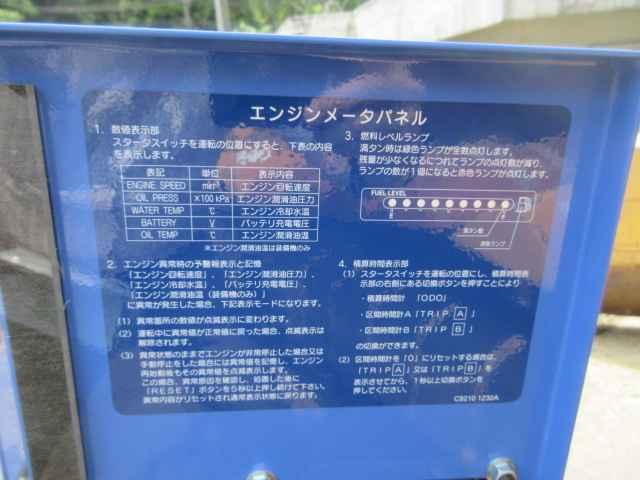 エンジンメータパネル
1. 数値表示部
スタータスイッチを運転の位置にすると、下表の内容
を表示します。
表記 単位 表示内容
ENGINE SPEED min⁻¹ エンジン回転速度
OIL PRESS ×100 kPa エンジン潤滑油圧力
WATER TEMP ℃ エンジン冷却水温
BATTERY V バッテリ充電電圧
OIL TEMP ℃ エンジン潤滑油温
※エンジン潤滑油温は装備機のみ
2. エンジン異常時の予警報表示と記憶
「エンジン回転速度」、「エンジン潤滑油圧力」、
「エンジン冷却水温」、「バッテリ充電電圧」、
「エンジン潤滑油温（装備機のみ）」
に異常が発生した場合、下記表示モードになります。
(1) 異常箇所の数値が点滅表示に変わります。
(2) 運転中に異常値が正常値に戻った場合、点滅表示は
解除されます。
(3) 異常状態のままでエンジンが非常停止した場合又は
手動停止をした場合には異常値を記憶し、エンジン
再始動後もその異常値を点滅表示します。
この場合、異常原因を確認し、処置した後に
「RESET」ボタンを５秒以上押し続けて下さい。
異常内容がリセットされ通常表示状態に戻ります。
3. 燃料レベルランプ
満タン時は緑色ランプが全数点灯します。
残量が少なくなるにつれてランプの点灯数が減り、
ランプの数が１個になると赤色ランプが点灯します。
FUEL LEVEL
E F
満タン型
赤色ランプ
4. 積算時間表示部
(1) スタータスイッチを運転の位置にし、積算時間表
示部の右側にある切換ボタンを押すことにより
・積算時間計 「ODO」
・区間時間計A「TRIP A」
・区間時間計B「TRIP B」
の切換ができます。
(2) 区間時間計を「0」にリセットする場合は、
「TRIP A」又は「TRIP B」を
表示させてから、１秒以上切換ボタンを
押してください。
C9210 1230A